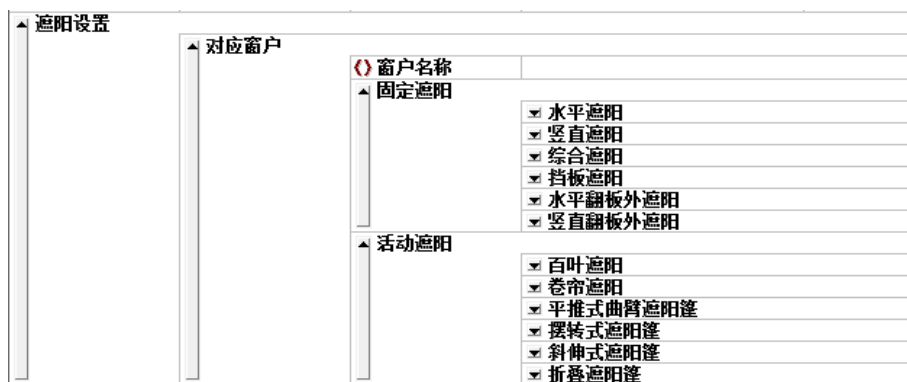 遮阳设置
对应窗户
窗户名称
固定遮阳
水平遮阳
竖直遮阳
综合遮阳
挡板遮阳
水平翻板外遮阳
竖直翻板外遮阳
活动遮阳
百叶遮阳
卷帘遮阳
平推式曲臂遮阳篷
摆转式遮阳篷
斜伸式遮阳篷
折叠遮阳篷